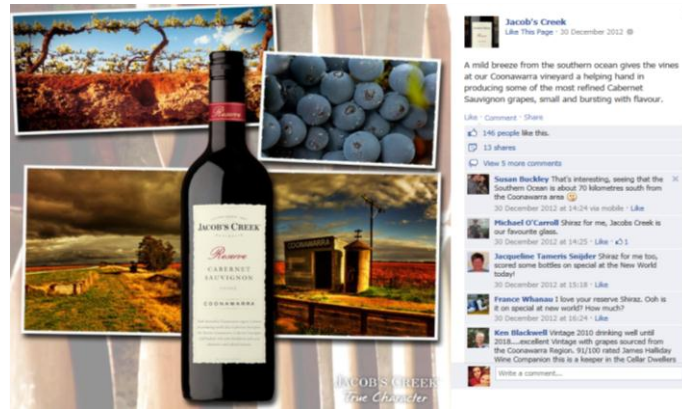 Jacob's Creek
Like This Page · 30 December 2012
A mild breeze from the southern ocean gives the vines
at our Coonawarra vineyard a helping hand in
producing some of the most refined Cabernet
Sauvignon grapes, small and bursting with flavour.
Like · Comment · Share
146 people like this.
13 shares
View 5 more comments
Susan Buckley That's interesting, seeing that the
Southern Ocean is about 70 kilometres south from
the Coonawarra area
30 December 2012 at 14:24 via mobile · Like
Michael O'Carroll Shiraz for me, Jacobs Creek is
our favourite glass.
30 December 2012 at 14:25 · Like · 1
Jacqueline Tameris Snijder Shiraz for me too,
scored some bottles on special at the New World
today!
30 December 2012 at 15:18 · Like
France Whanau I love your reserve Shiraz. Ooh is
it on special at new world? How much?
30 December 2012 at 16:24 · Like
Ken Blackwell Vintage 2010 drinking well until
2018....excellent Vintage with grapes sourced from
the Coonawarra Region. 91/100 rated James Halliday
Wine Companion this is a keeper in the Cellar Dwellers
Write a comment...
Reserve
JACOB'S CREEK
Reserve
CABERNET
SAUVIGNON
COONAWARRA
COONAWARRA
JACOB'S CREEK
True Character